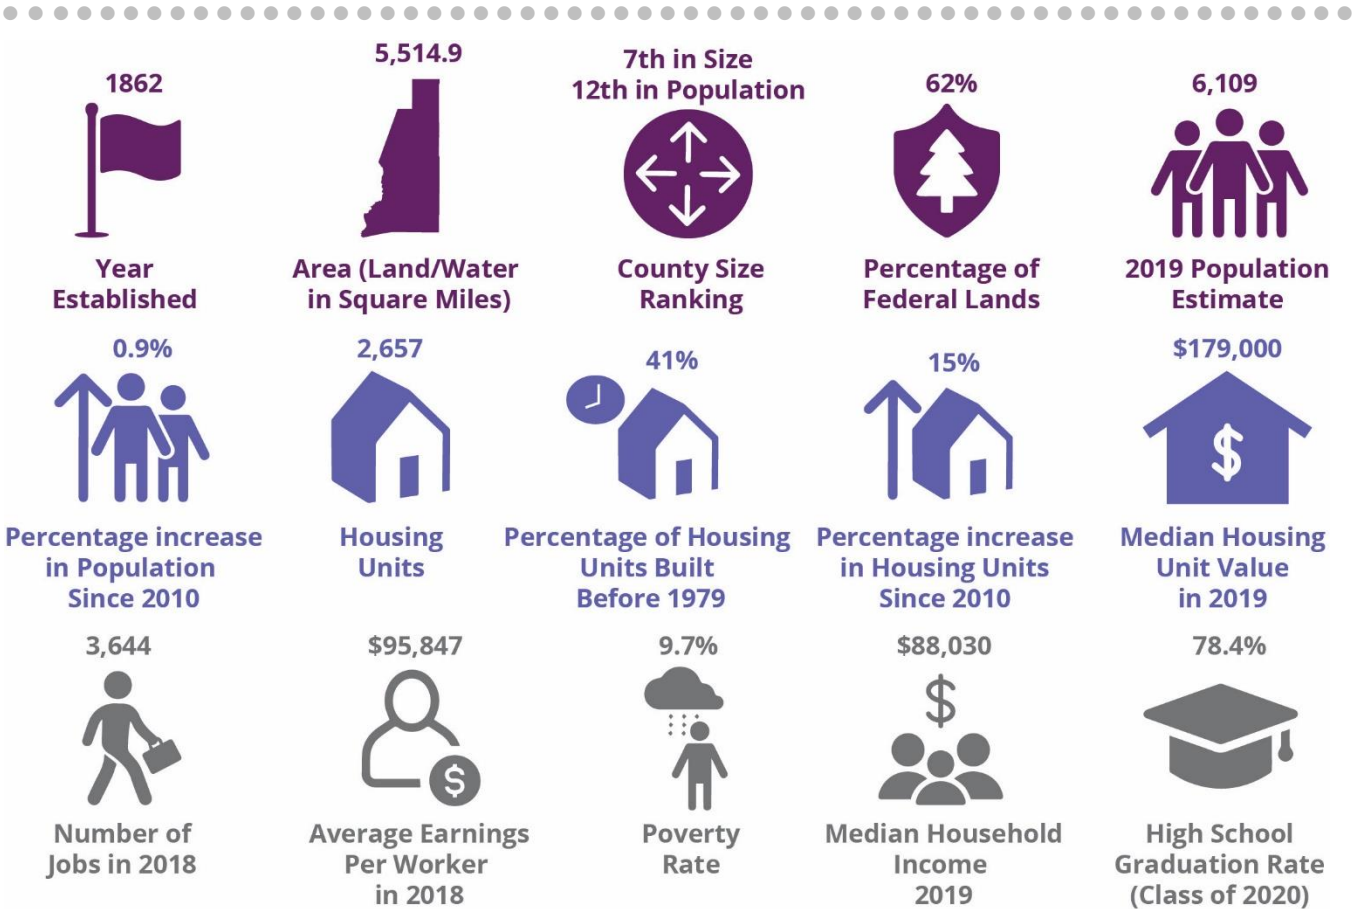 1862
Year
Established
5,514.9
Area (Land/Water
in Square Miles)
7th in Size
12th in Population
County Size
Ranking
62%
Percentage of
Federal Lands
6,109
2019 Population
Estimate
0.9%
Percentage increase
in Population
Since 2010
2,657
Housing
Units
41%
Percentage of Housing
Units Built
Before 1979
15%
Percentage increase
in Housing Units
Since 2010
$179,000
$
Median Housing
Unit Value
in 2019
3,644
Number of
Jobs in 2018
$95,847
$
Average Earnings
Per Worker
in 2018
9.7%
Poverty
Rate
$88,030
$
Median Household
Income
2019
78.4%
High School
Graduation Rate
(Class of 2020)